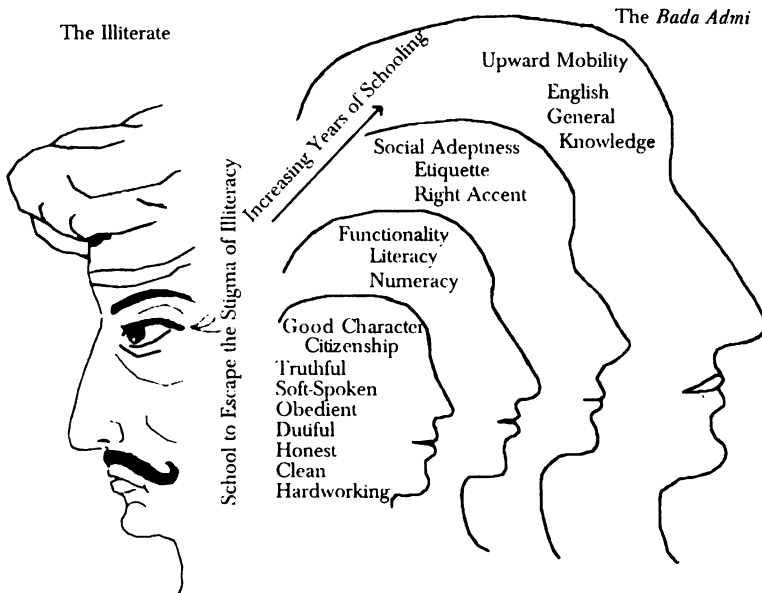 The Illiterate
The Bada Admi
School to Escape the Stigma of Illiteracy
Increasing Years of Schooling
Upward Mobility
English
General
Knowledge
Social Adeptness
Etiquette
Right Accent
Functionality
Literacy
Numeracy
Good Character
Citizenship
Truthful
Soft-Spoken
Obedient
Dutiful
Honest
Clean
Hardworking